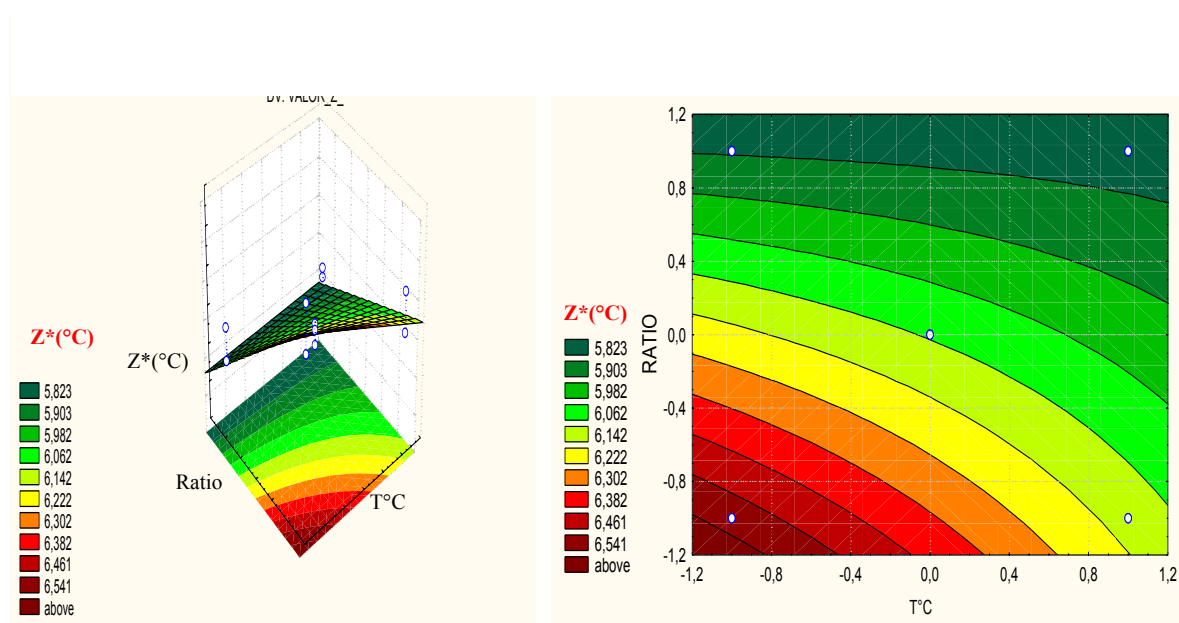 DV: VALOR_Z_
Z*(°C)
Z*(°C)
5,823
5,903
5,982
6,062
6,142
6,222
6,302
6,382
6,461
6,541
above
Ratio
T°C
Z*(°C)
5,823
5,903
5,982
6,062
6,142
6,222
6,302
6,382
6,461
6,541
above
RATIO
1,2
0,8
0,4
0,0
-0,4
-0,8
-1,2
-1,2 -0,8 -0,4 0,0 0,4 0,8 1,2
T°C